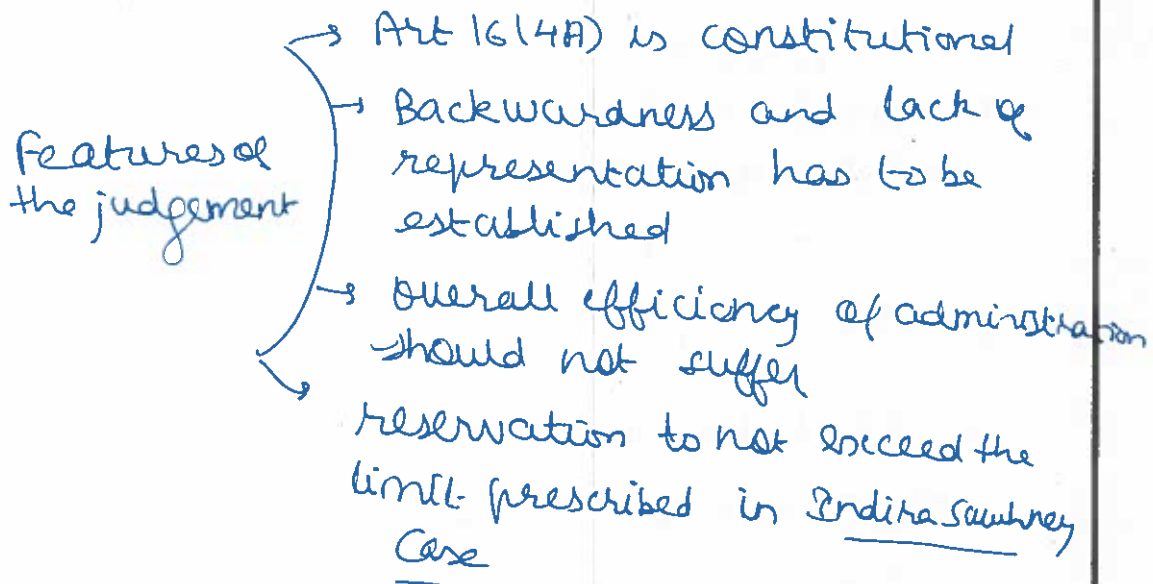 → Art 16(4A) is constitutional
→ Backwardness and lack of
representation has to be
established
Features of
the judgement
→ Overall efficiency of adminstration
should not suffer
→ reservation to not exceed the
limit prescribed in Indira Sawhney
Case